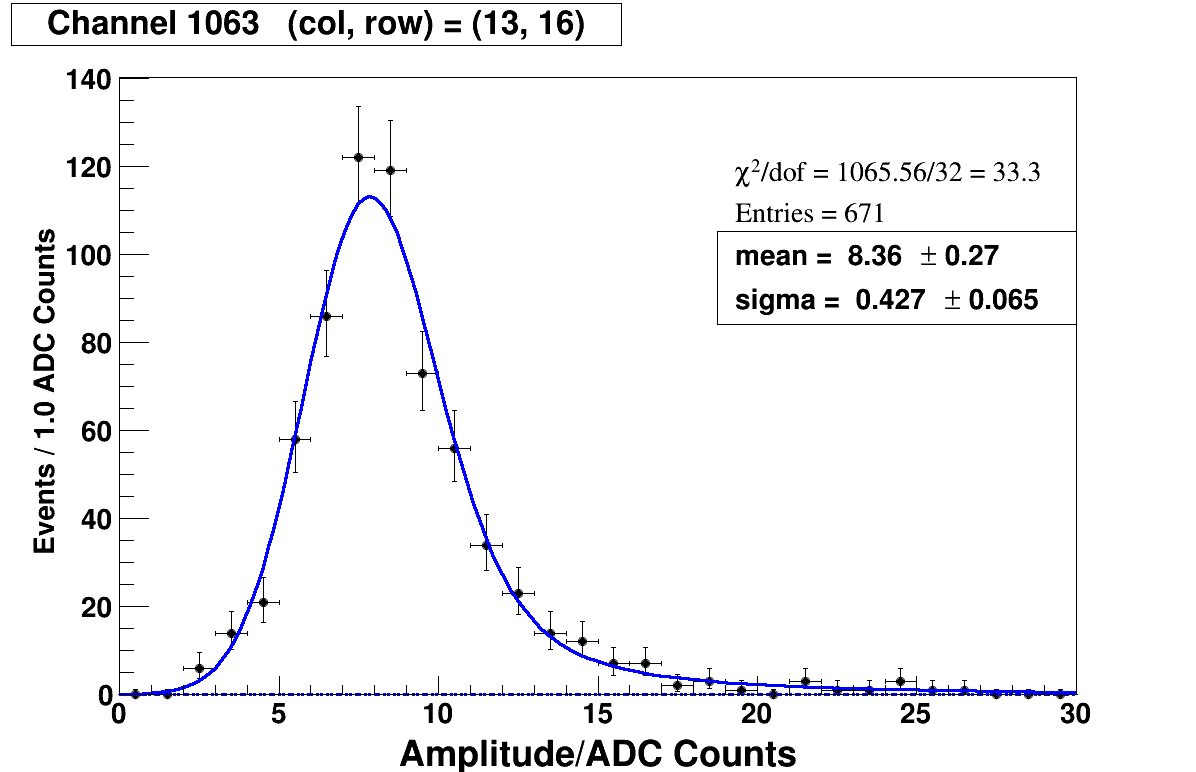 Channel 1063 (col, row) = (13, 16)
140
120
100
80
60
40
20
0
Events / 1.0 ADC Counts
χ²/dof = 1065.56/32 = 33.3
Entries = 671
mean = 8.36 ± 0.27
sigma = 0.427 ± 0.065
0 5 10 15 20 25 30
Amplitude/ADC Counts